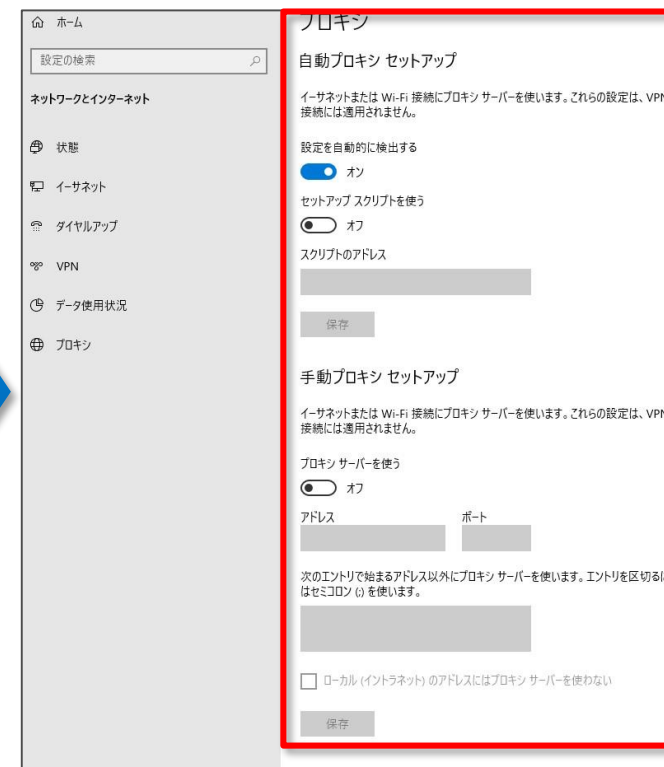 ホーム
設定の検索
ネットワークとインターネット
状態
イーサネット
ダイヤルアップ
VPN
データ使用状況
プロキシ
プロキシ
自動プロキシ セットアップ
イーサネットまたは Wi-Fi 接続にプロキシ サーバーを使います。これらの設定は、VPN
接続には適用されません。
設定を自動的に検出する
オン
セットアップ スクリプトを使う
オフ
スクリプトのアドレス
保存
手動プロキシ セットアップ
イーサネットまたは Wi-Fi 接続にプロキシ サーバーを使います。これらの設定は、VPN
接続には適用されません。
プロキシ サーバーを使う
オフ
アドレス
ポート
次のエントリで始まるアドレス以外にプロキシ サーバーを使います。エントリを区切るに
はセミコロン (;) を使います。
ローカル (イントラネット) のアドレスにはプロキシ サーバーを使わない
保存